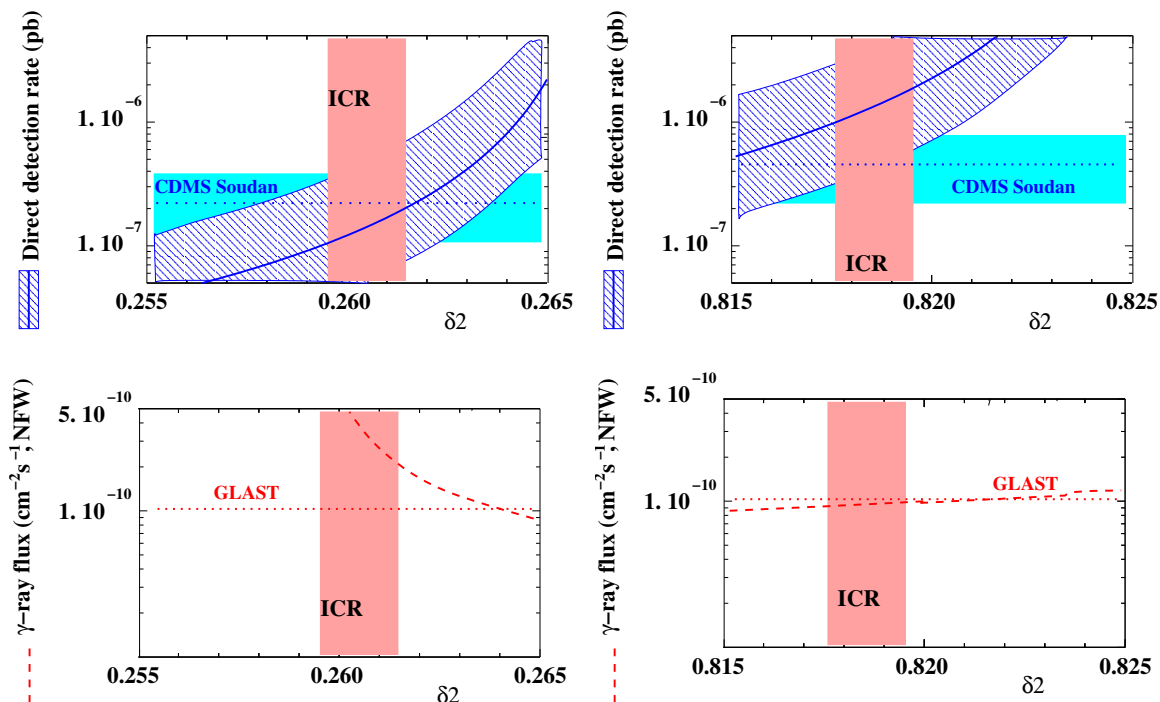 Direct detection rate (pb)
1. 10 −6
1. 10 −7
ICR
CDMS Soudan
0.255
0.260
0.265
δ2
Direct detection rate (pb)
1. 10 −6
1. 10 −7
ICR
CDMS Soudan
0.815
0.820
0.825
δ2
γ−ray flux (cm−2s−1, NFW)
5. 10 −10
1. 10 −10
GLAST
ICR
0.255
0.260
0.265
δ2
γ−ray flux (cm−2s−1, NFW)
5. 10 −10
1. 10 −10
GLAST
ICR
0.815
0.820
0.825
δ2